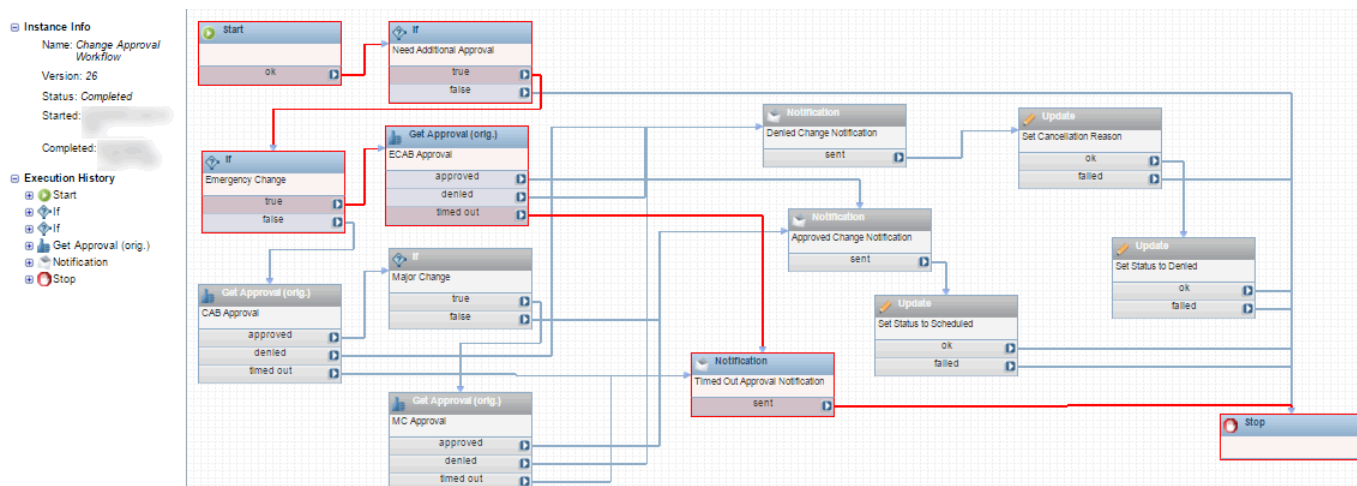 Instance Info
Name: Change Approval
Workflow
Version: 26
Status: Completed
Started:
Completed:
Execution History
Start
If
If
Get Approval (orig.)
Notification
Stop
Start
ok
If
Need Additional Approval
true
false
If
Emergency Change
true
false
Get Approval (orig.)
ECAB Approval
approved
denied
timed out
Notification
Denied Change Notification
sent
Update
Set Cancellation Reason
ok
failed
Notification
Approved Change Notification
sent
Update
Set Status to Denied
ok
failed
Get Approval (orig.)
CAB Approval
approved
denied
timed out
If
Major Change
true
false
Update
Set Status to Scheduled
ok
failed
Notification
Timed Out Approval Notification
sent
Get Approval (orig.)
MC Approval
approved
denied
timed out
Stop